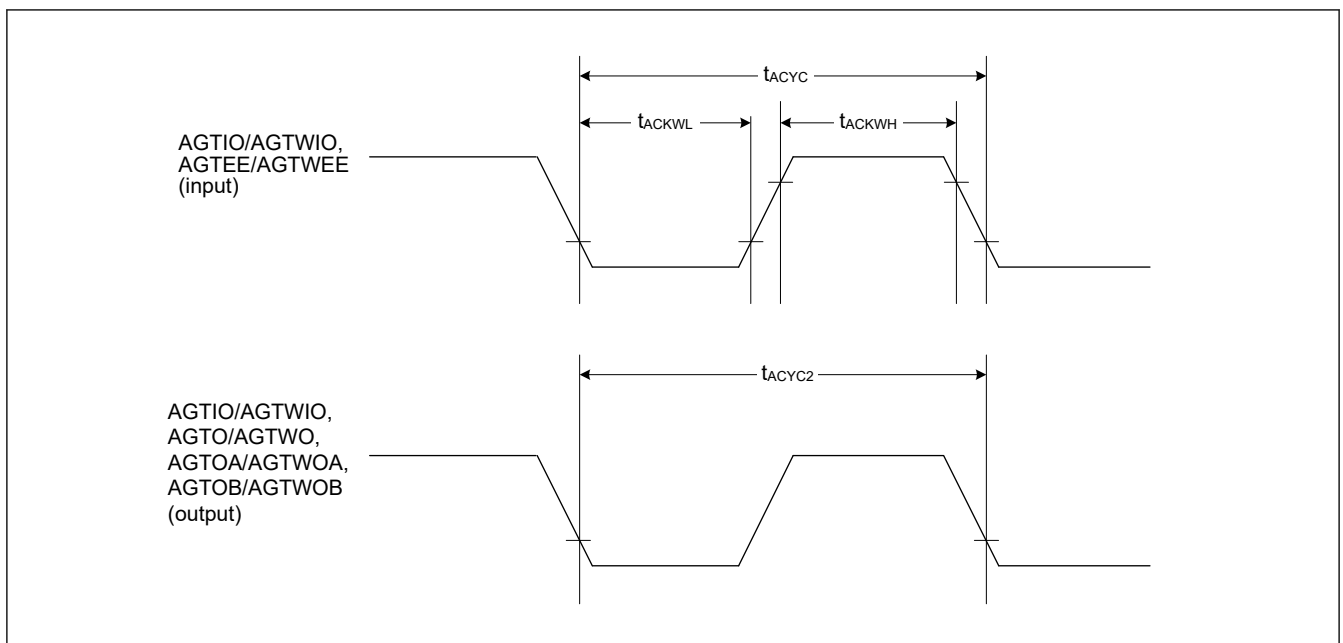 tACYC
tACKWL
tACKWH
AGTIO/AGTWIO,
AGTEE/AGTWEE
(input)
tACYC2
AGTIO/AGTWIO,
AGTO/AGTWO,
AGTOA/AGTWOA,
AGTOB/AGTWOB
(output)